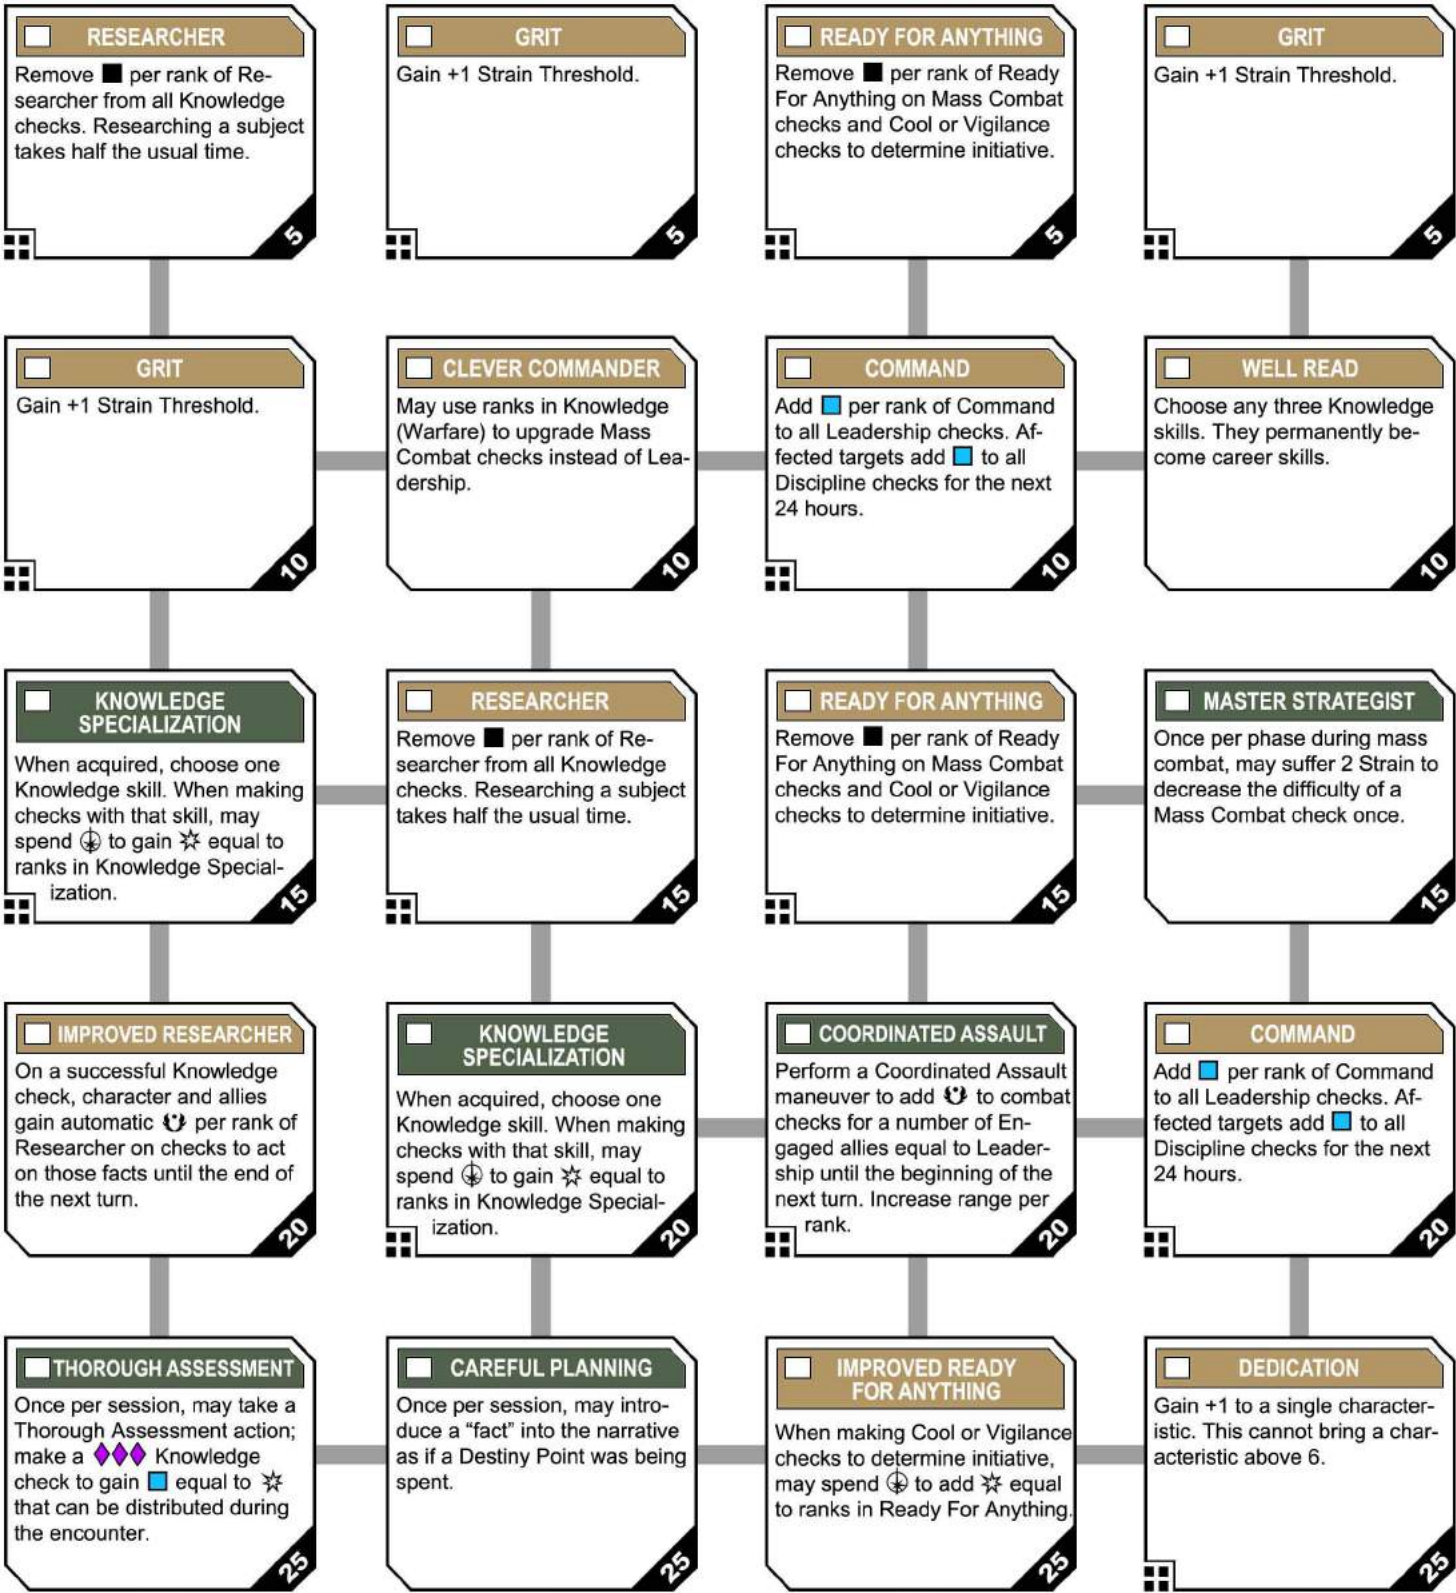 RESEARCHER
Remove per rank of Re-
searcher from all Knowledge
checks. Researching a subject
takes half the usual time.
5
GRIT
Gain +1 Strain Threshold.
5
READY FOR ANYTHING
Remove per rank of Ready
For Anything on Mass Combat
checks and Cool or Vigilance
checks to determine initiative.
5
GRIT
Gain +1 Strain Threshold.
5
GRIT
Gain +1 Strain Threshold.
10
CLEVER COMMANDER
May use ranks in Knowledge
(Warfare) to upgrade Mass
Combat checks instead of Lea-
dership.
10
COMMAND
Add per rank of Command
to all Leadership checks. Af-
fected targets add to all
Discipline checks for the next
24 hours.
10
WELL READ
Choose any three Knowledge
skills. They permanently be-
come career skills.
10
KNOWLEDGE
SPECIALIZATION
When acquired, choose one
Knowledge skill. When making
checks with that skill, may
spend to gain equal to
ranks in Knowledge Special-
ization.
15
RESEARCHER
Remove per rank of Re-
searcher from all Knowledge
checks. Researching a subject
takes half the usual time.
15
READY FOR ANYTHING
Remove per rank of Ready
For Anything on Mass Combat
checks and Cool or Vigilance
checks to determine initiative.
15
MASTER STRATEGIST
Once per phase during mass
combat, may suffer 2 Strain to
decrease the difficulty of a
Mass Combat check once.
15
IMPROVED RESEARCHER
On a successful Knowledge
check, character and allies
gain automatic per rank of
Researcher on checks to act
on those facts until the end of
the next turn.
20
KNOWLEDGE
SPECIALIZATION
When acquired, choose one
Knowledge skill. When making
checks with that skill, may
spend to gain equal to
ranks in Knowledge Special-
ization.
20
COORDINATED ASSAULT
Perform a Coordinated Assault
maneuver to add to combat
checks for a number of En-
gaged allies equal to Leader-
ship until the beginning of the
next turn. Increase range per
rank.
20
COMMAND
Add per rank of Command
to all Leadership checks. Af-
fected targets add to all
Discipline checks for the next
24 hours.
20
THOROUGH ASSESSMENT
Once per session, may take a
Thorough Assessment action;
make a Knowledge
check to gain equal to
that can be distributed during
the encounter.
25
CAREFUL PLANNING
Once per session, may intro-
duce a “fact” into the narrative
as if a Destiny Point was being
spent.
25
IMPROVED READY
FOR ANYTHING
When making Cool or Vigilance
checks to determine initiative,
may spend to add equal
to ranks in Ready For Anything.
25
DEDICATION
Gain +1 to a single character-
istic. This cannot bring a char-
acteristic above 6.
25